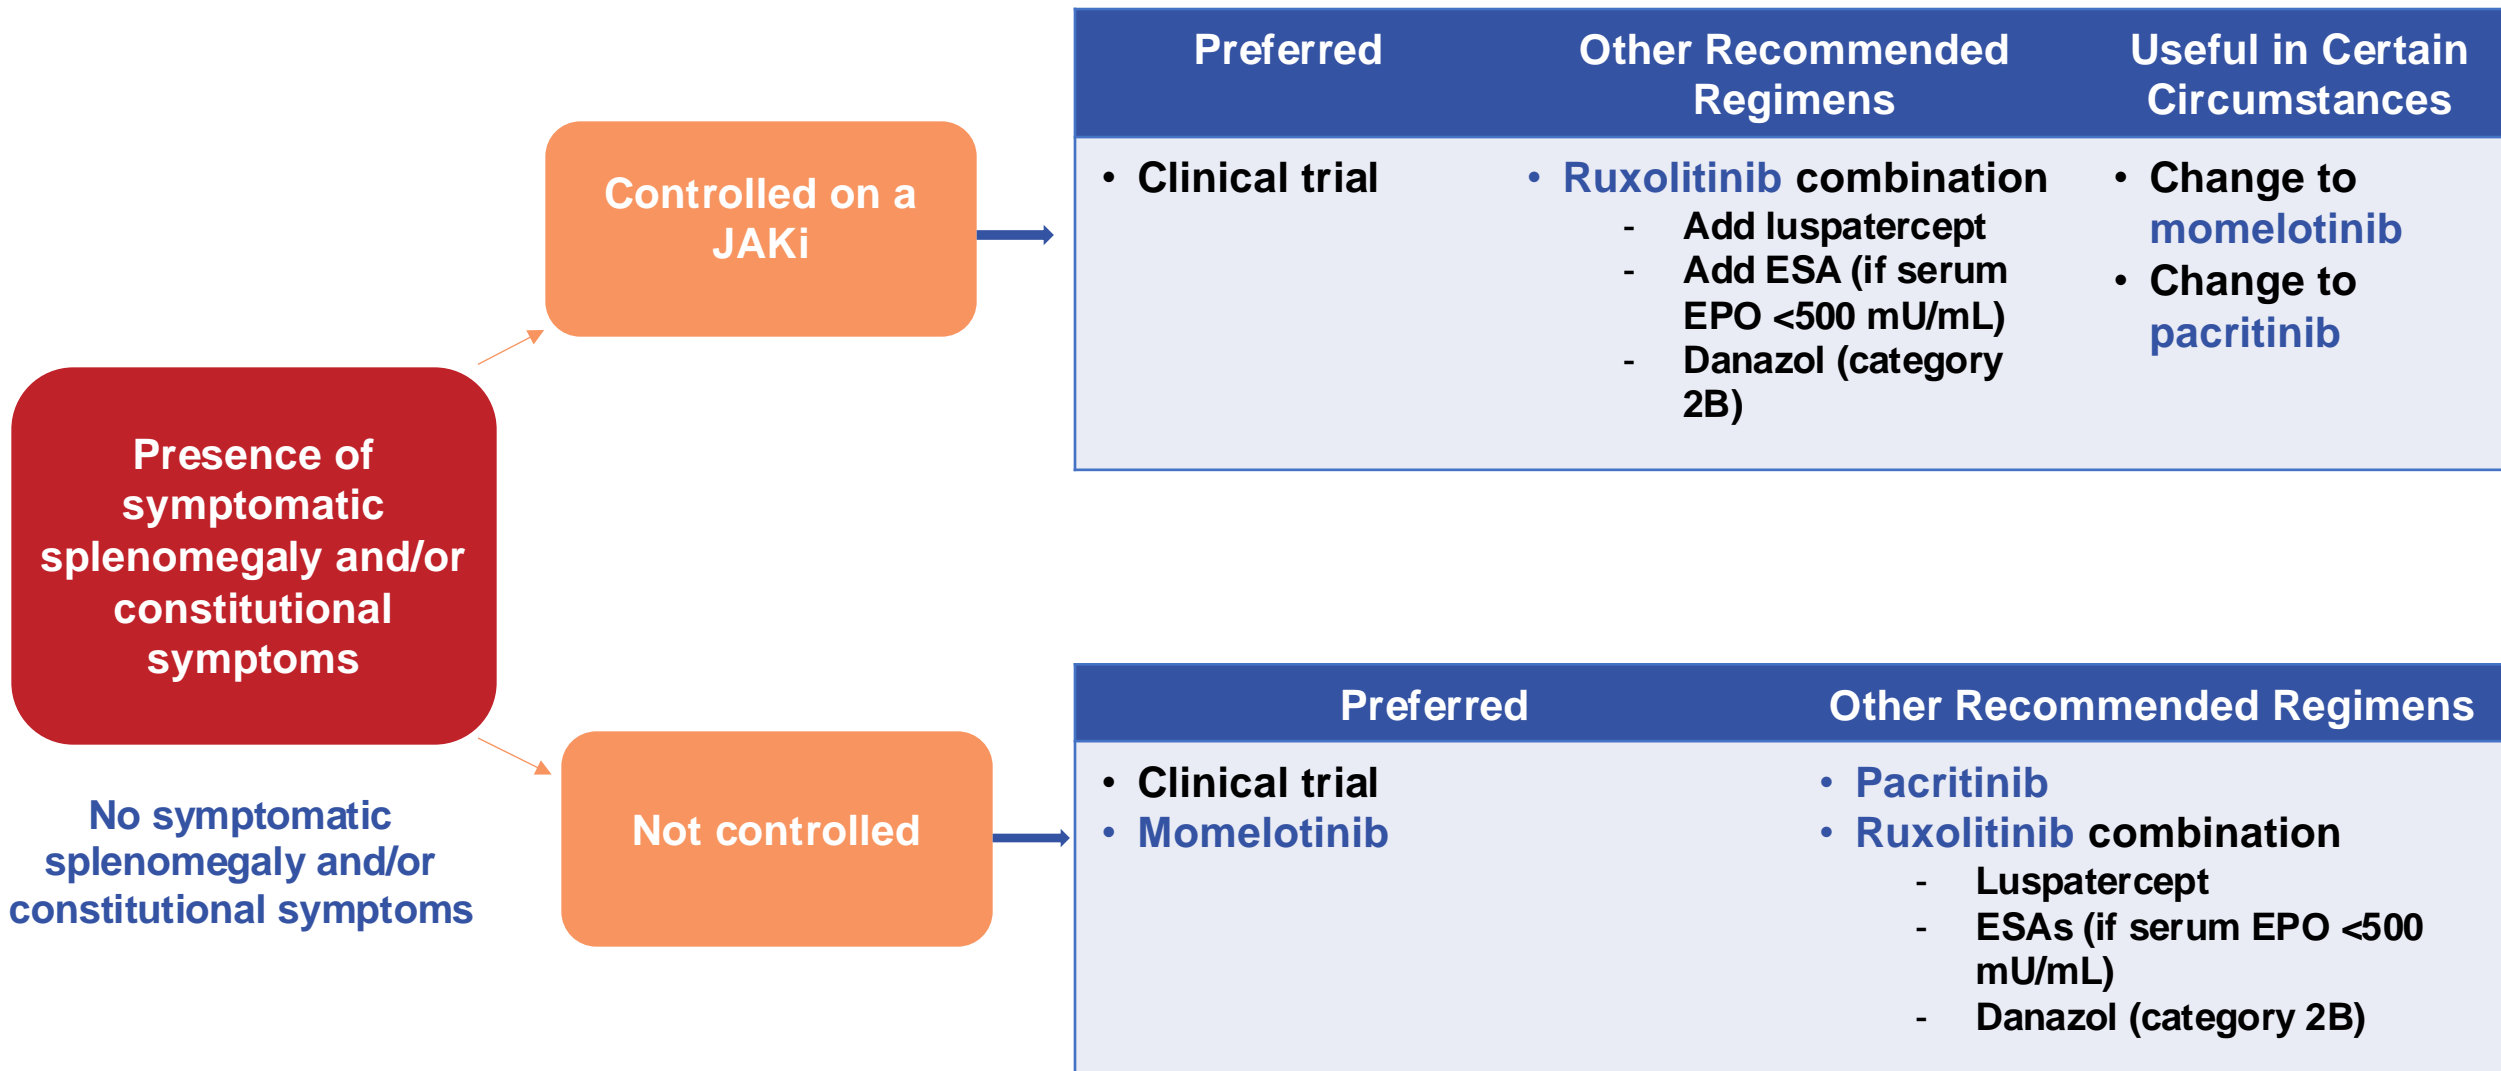 Presence of
symptomatic
splenomegaly and/or
constitutional
symptoms
No symptomatic
splenomegaly and/or
constitutional symptoms
Controlled on a
JAKi
Preferred
Other Recommended
Regimens
Useful in Certain
Circumstances
• Clinical trial
• Ruxolitinib combination
- Add luspatercept
- Add ESA (if serum
EPO <500 mU/mL)
- Danazol (category
2B)
• Change to
momelotinib
• Change to
pacritinib
Not controlled
Preferred
Other Recommended Regimens
• Clinical trial
• Momelotinib
• Pacritinib
• Ruxolitinib combination
- Luspatercept
- ESAs (if serum EPO <500
mU/mL)
- Danazol (category 2B)